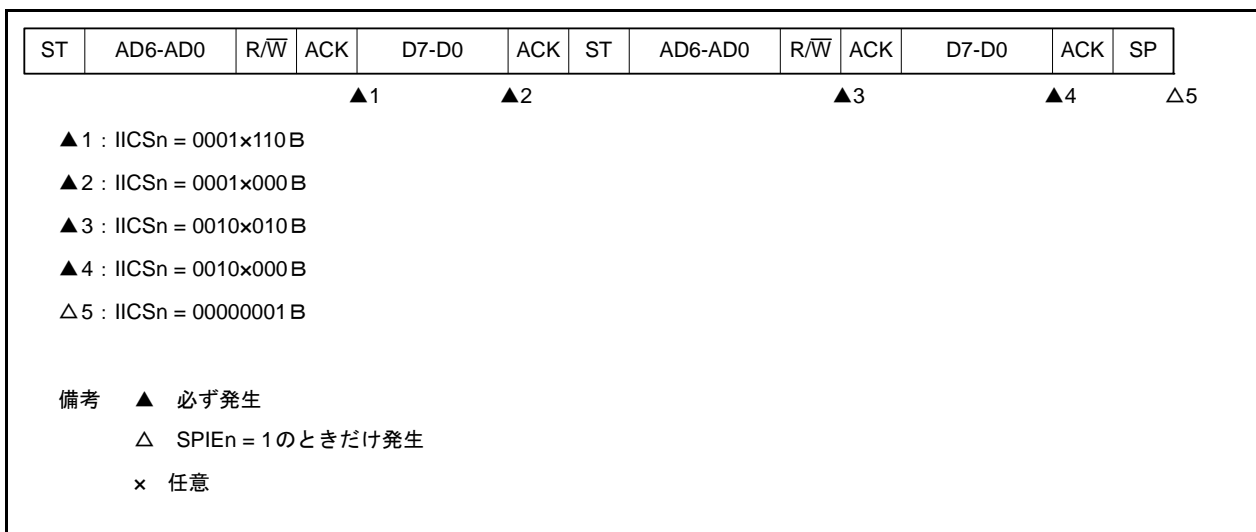 ST AD6-AD0 R/W̅ ACK D7-D0 ACK ST AD6-AD0 R/W̅ ACK D7-D0 ACK SP
▲1 ▲2 ▲3 ▲4 △5
▲1：IICSn = 0001×110B
▲2：IICSn = 0001×000B
▲3：IICSn = 0010×010B
▲4：IICSn = 0010×000B
△5：IICSn = 00000001B
備考 ▲ 必ず発生
△ SPIEn = 1のときだけ発生
× 任意